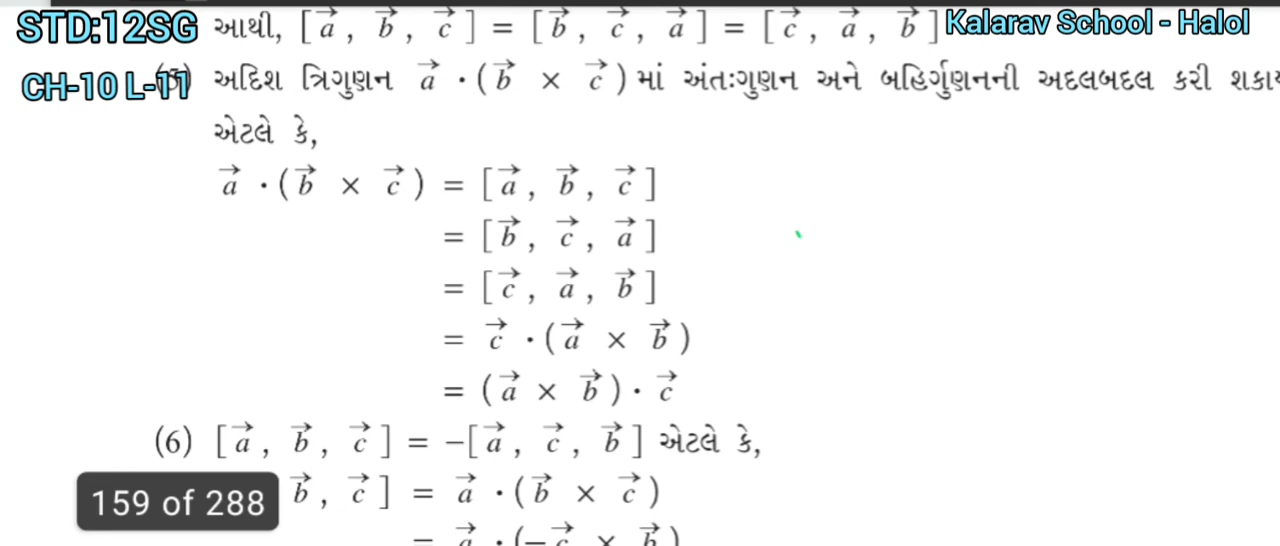 STD:12SG આથી, [a⃗, b⃗, c⃗] = [b⃗, c⃗, a⃗] = [c⃗, a⃗, b⃗] Kalarav School - Halol
CH-10 L-11 (5) અદિશ ત્રિગુણન a⃗ · (b⃗ × c⃗) માં અંતઃગુણન અને બહિર્ગુણનની અદલબદલ કરી
એટલે કે,
a⃗ · (b⃗ × c⃗) = [a⃗, b⃗, c⃗]
= [b⃗, c⃗, a⃗]
= [c⃗, a⃗, b⃗]
= c⃗ · (a⃗ × b⃗)
= (a⃗ × b⃗) · c⃗
(6) [a⃗, b⃗, c⃗] = −[a⃗, c⃗, b⃗] એટલે કે,
159 of 288 b⃗, c⃗] = a⃗ · (b⃗ × c⃗)
= a⃗ · (−c⃗ × b⃗)